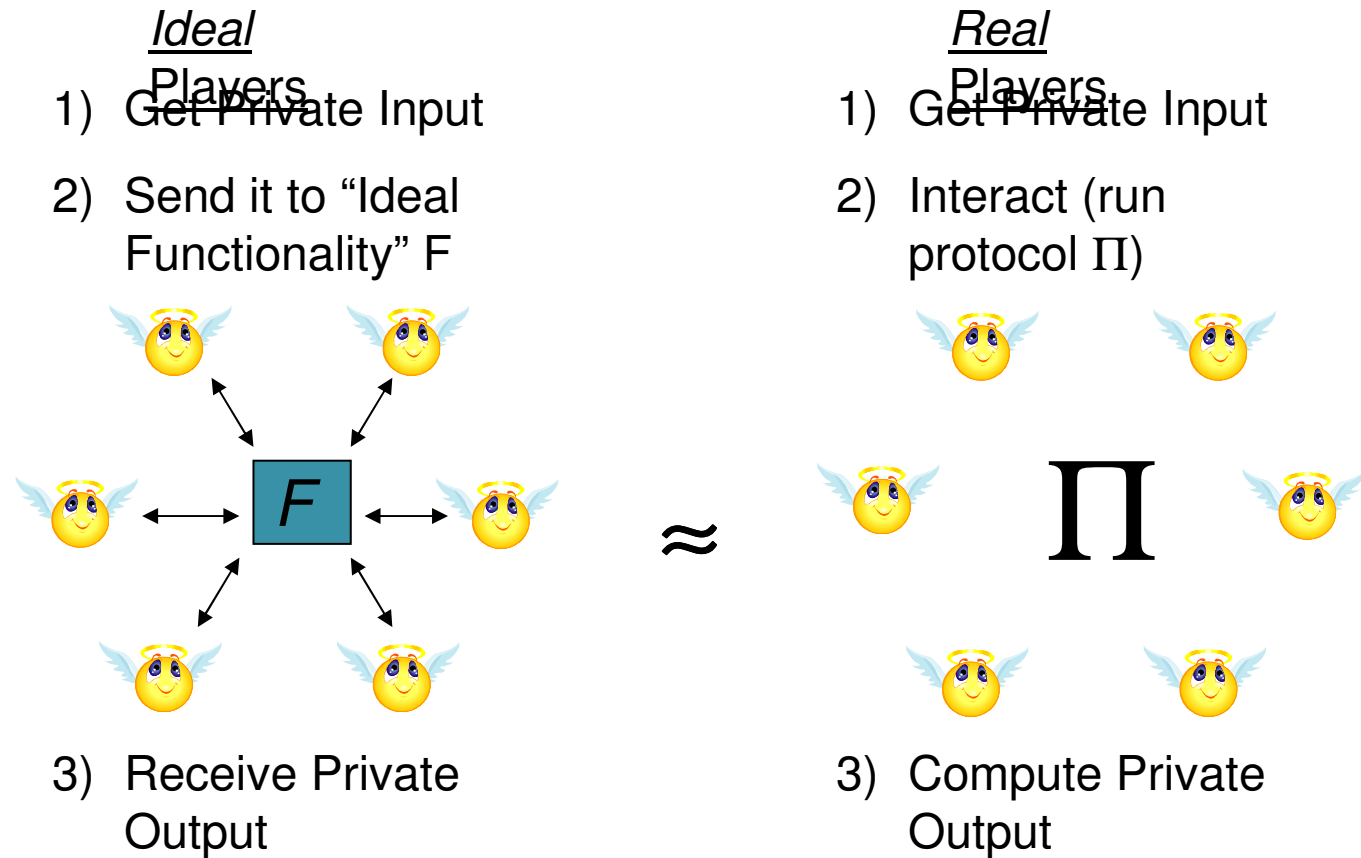 Ideal
Players
1) Get Private Input
2) Send it to “Ideal
Functionality” F
F
3) Receive Private
Output
≈
Real
Players
1) Get Private Input
2) Interact (run
protocol Π)
Π
3) Compute Private
Output